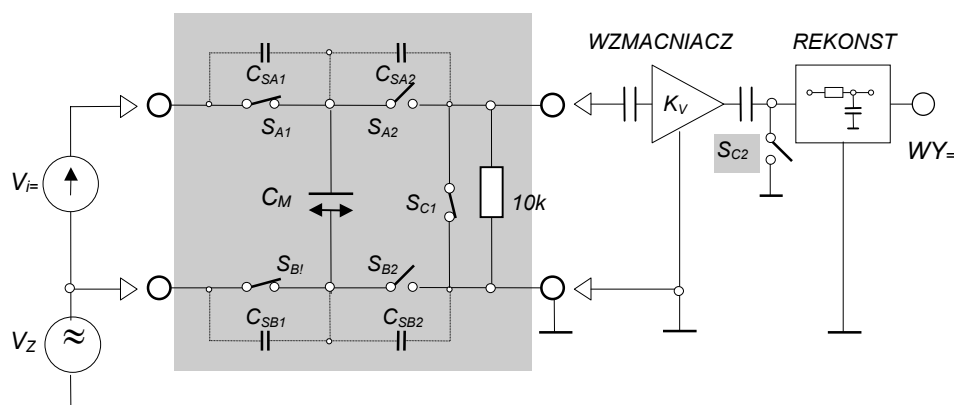 WZMACNIACZ
REKONST
CSA1
CSA2
SA1
SA2
KV
SC2
WY=
Vi=
CM
SC1
10k
SB!
SB2
CSB1
CSB2
VZ
≈